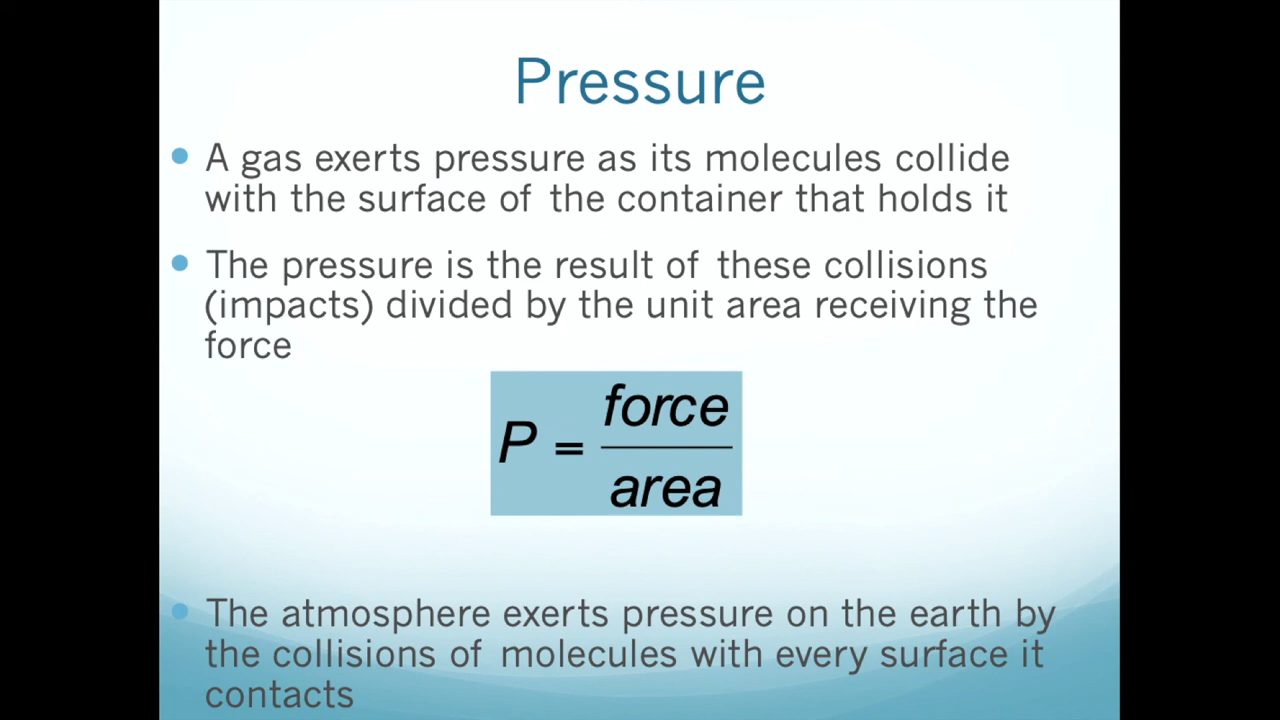 Pressure
A gas exerts pressure as its molecules collide
with the surface of the container that holds it
The pressure is the result of these collisions
(impacts) divided by the unit area receiving the
force
P = force
area
The atmosphere exerts pressure on the earth by
the collisions of molecules with every surface it
contacts